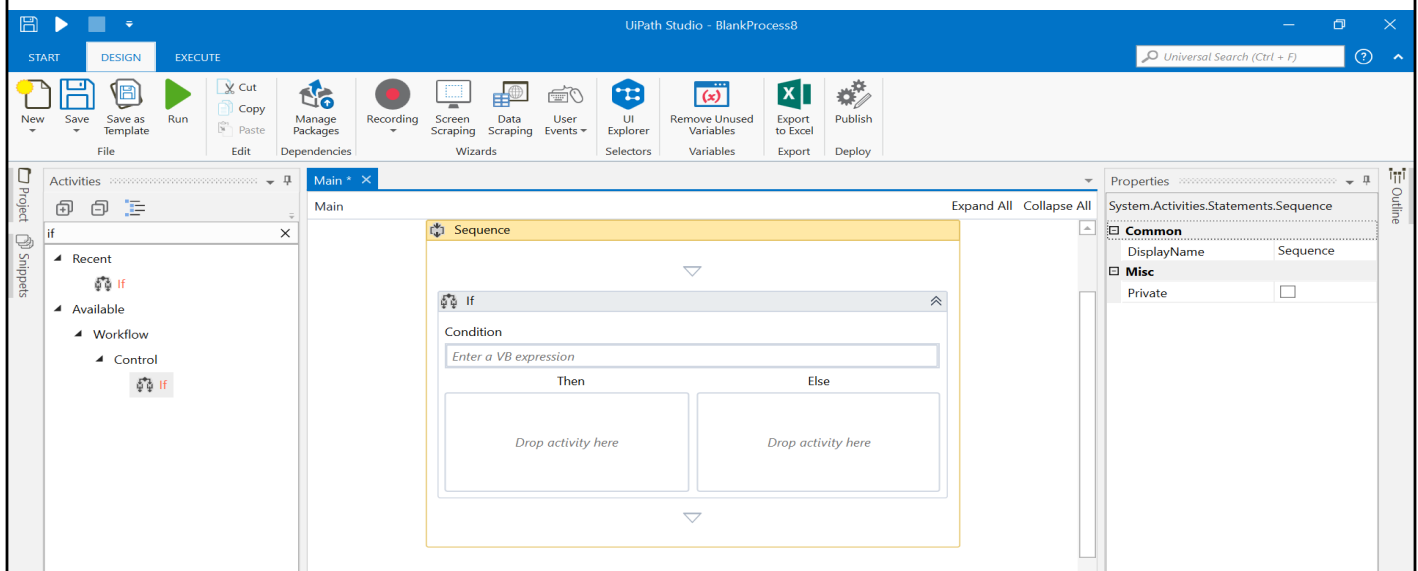 UiPath Studio - BlankProcess8
START DESIGN EXECUTE
Universal Search (Ctrl + F)
New
Save
Save as Template
Run
File
Cut
Copy
Paste
Edit
Manage Packages
Dependencies
Recording
Screen Scraping
Data Scraping
User Events
Wizards
UI Explorer
Selectors
Remove Unused Variables
Variables
Export to Excel
Export
Publish
Deploy
Project
Snippets
Activities
if
Recent
If
Available
Workflow
Control
If
Main *
Main
Expand All Collapse All
Sequence
If
Condition
Enter a VB expression
Then Else
Drop activity here Drop activity here
Properties
System.Activities.Statements.Sequence
Common
DisplayName Sequence
Misc
Private
Outline